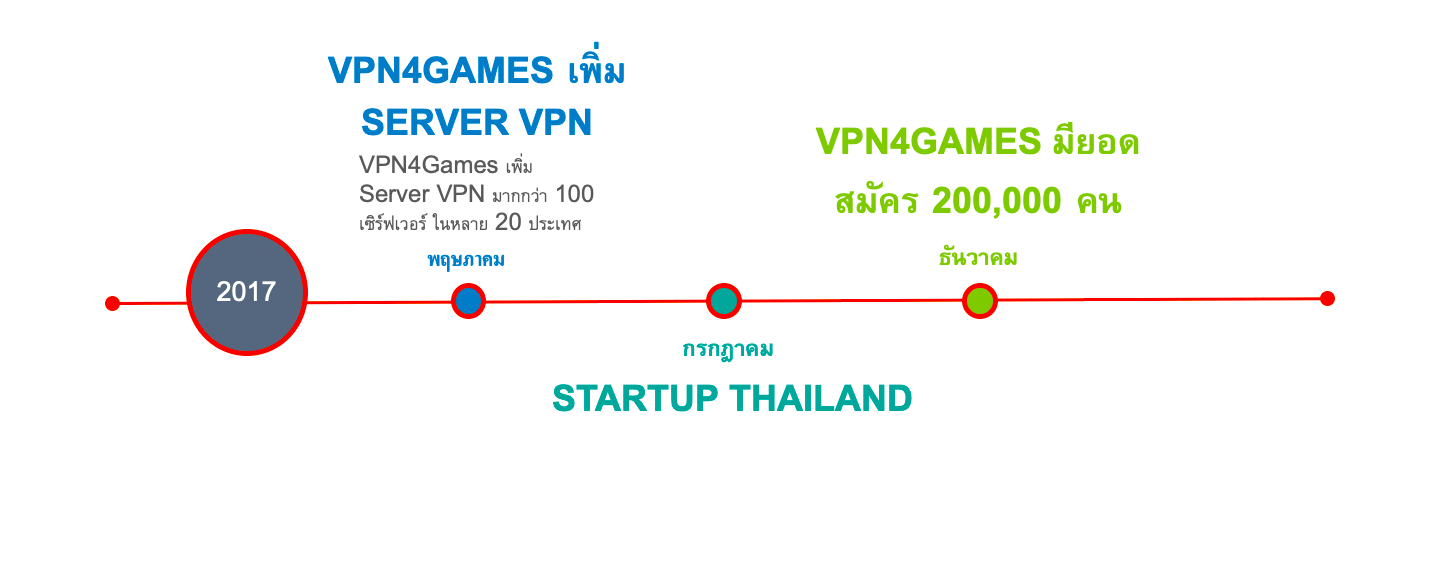 VPN4GAMES เพิ่ม
SERVER VPN
VPN4Games เพิ่ม
Server VPN มากกว่า 100
เซิร์ฟเวอร์ ในหลาย 20 ประเทศ
พฤษภาคม
VPN4GAMES มียอด
สมัคร 200,000 คน
ธันวาคม
2017
กรกฎาคม
STARTUP THAILAND